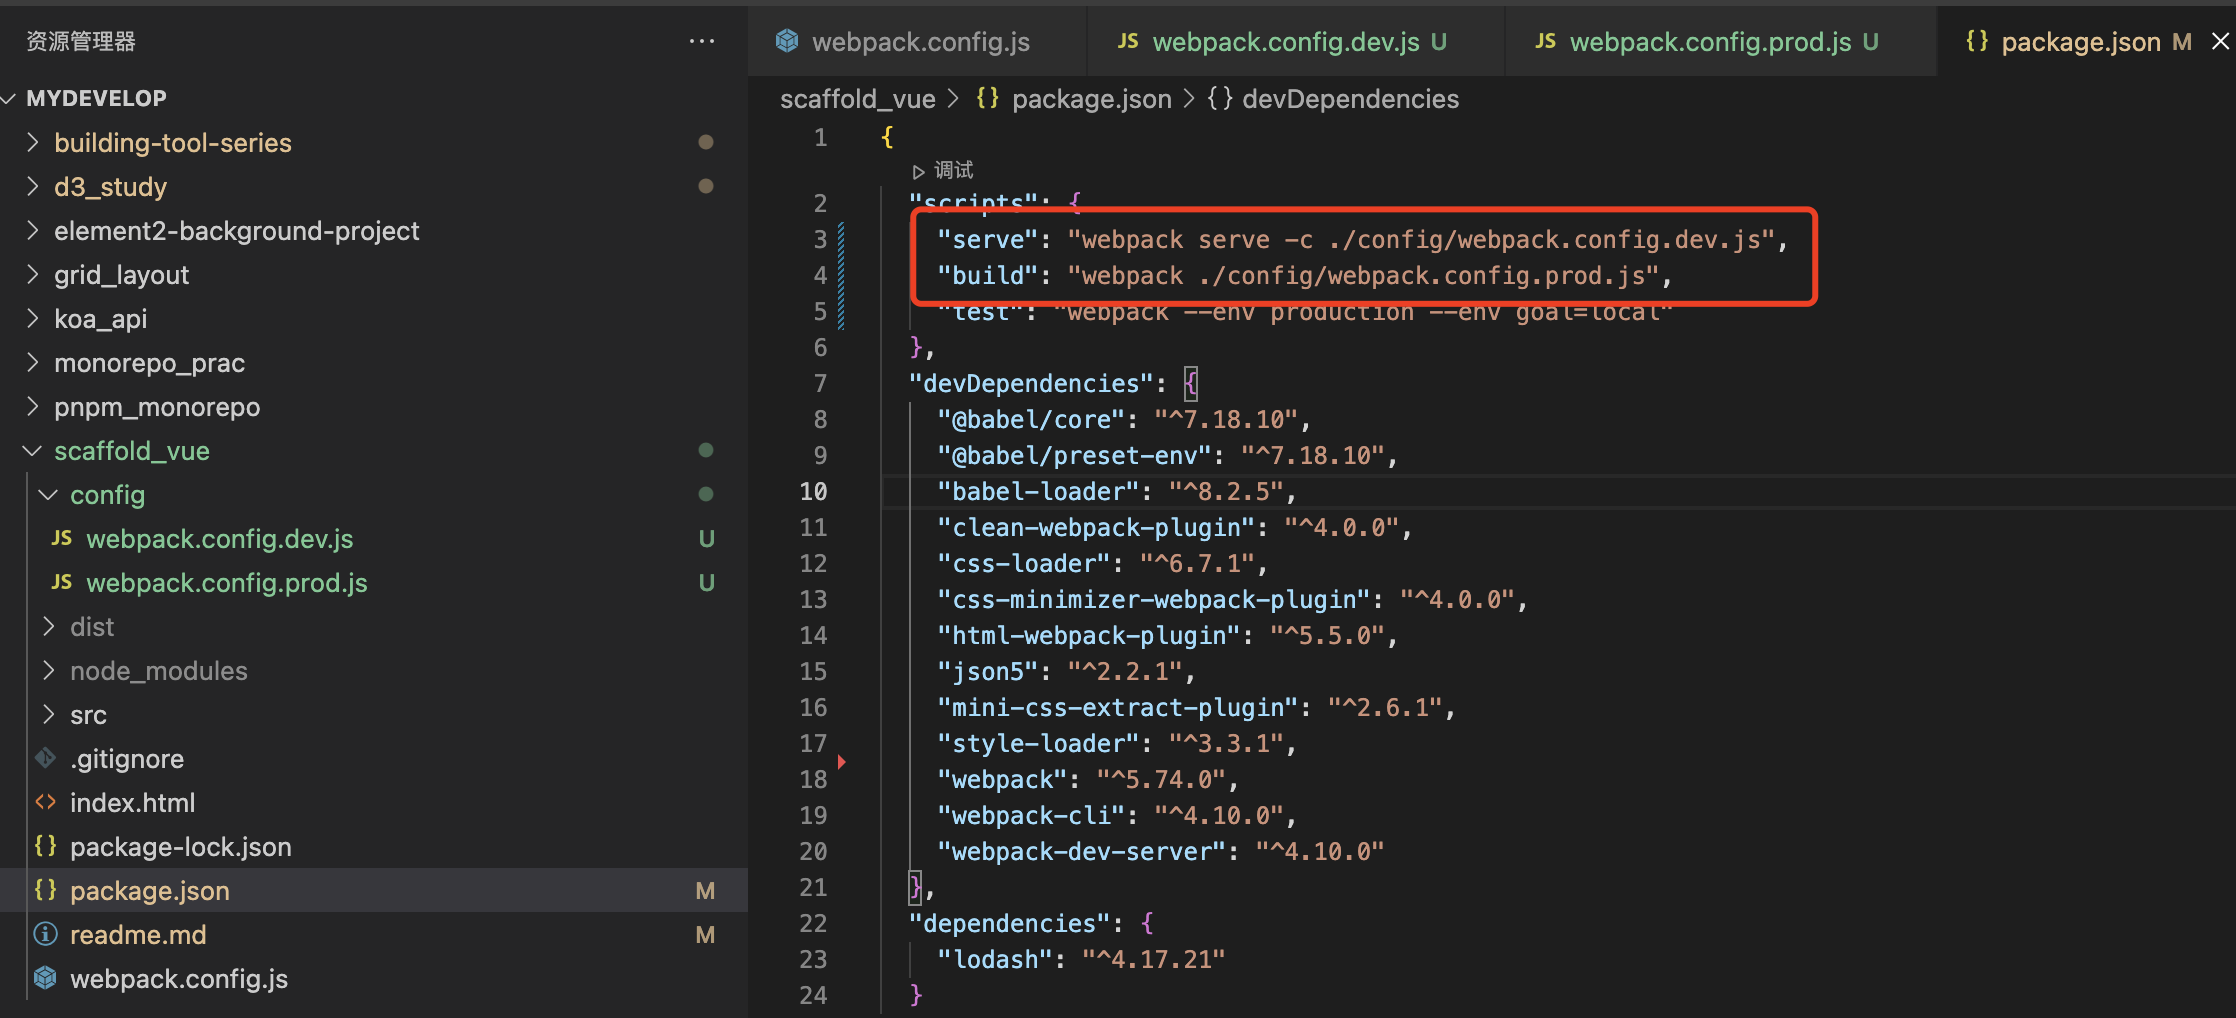 资源管理器
MYDEVELOP
building-tool-series
d3_study
element2-background-project
grid_layout
koa_api
monorepo_prac
pnpm_monorepo
scaffold_vue
config
JS webpack.config.dev.js U
JS webpack.config.prod.js U
dist
node_modules
src
.gitignore
<> index.html
{} package-lock.json
{} package.json M
readme.md M
webpack.config.js
webpack.config.js
JS webpack.config.dev.js U
JS webpack.config.prod.js U
{} package.json M
scaffold_vue > {} package.json > {} devDependencies
1 {
调试
2 "scripts": {
3 "serve": "webpack serve -c ./config/webpack.config.dev.js",
4 "build": "webpack ./config/webpack.config.prod.js",
5 "test": "webpack --env production --env goal=local"
6 },
7 "devDependencies": {
8 "@babel/core": "^7.18.10",
9 "@babel/preset-env": "^7.18.10",
10 "babel-loader": "^8.2.5",
11 "clean-webpack-plugin": "^4.0.0",
12 "css-loader": "^6.7.1",
13 "css-minimizer-webpack-plugin": "^4.0.0",
14 "html-webpack-plugin": "^5.5.0",
15 "json5": "^2.2.1",
16 "mini-css-extract-plugin": "^2.6.1",
17 "style-loader": "^3.3.1",
18 "webpack": "^5.74.0",
19 "webpack-cli": "^4.10.0",
20 "webpack-dev-server": "^4.10.0"
21 },
22 "dependencies": {
23 "lodash": "^4.17.21"
24 }